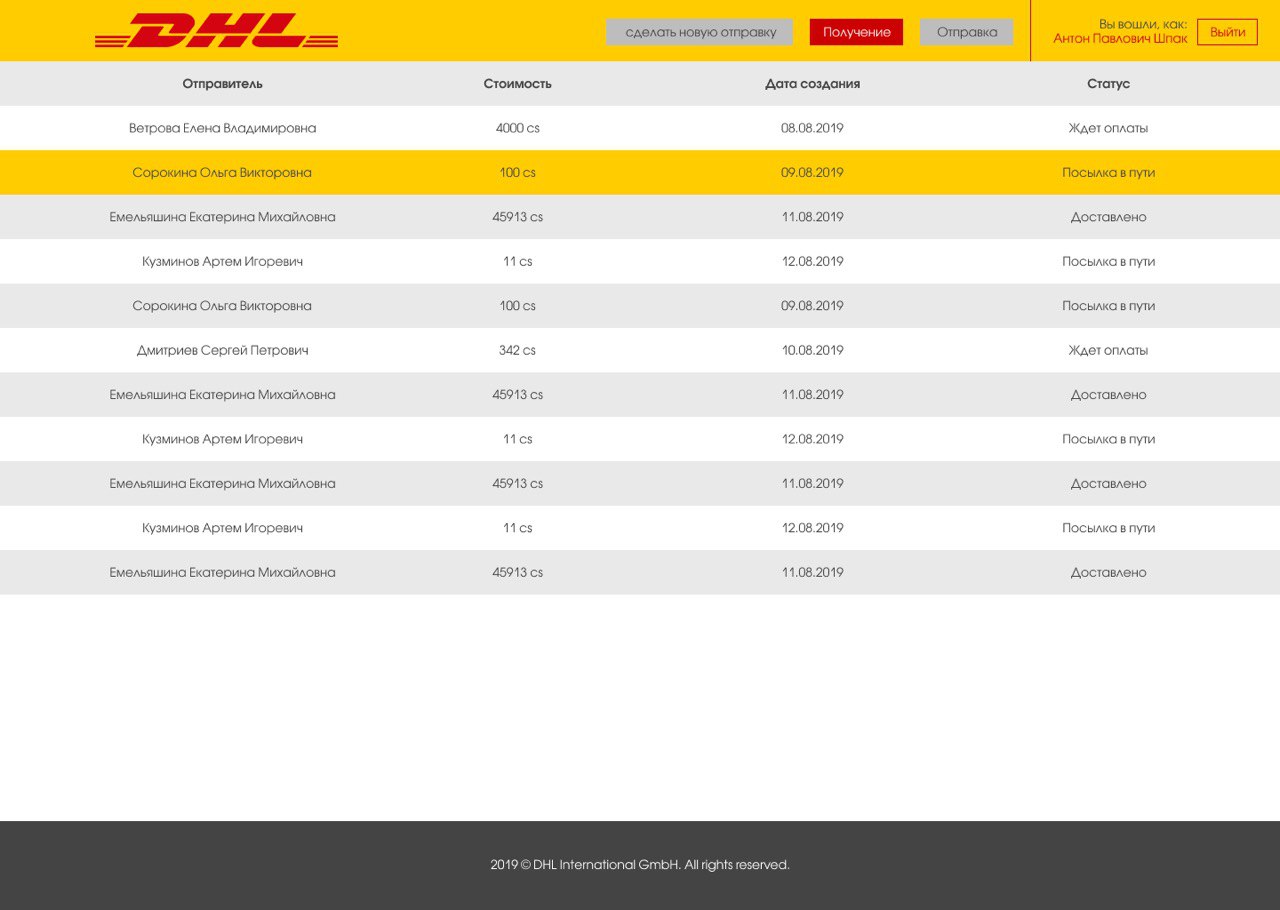 DHL сделать новую отправку Получение Отправка Вы вошли, как: Выйти
Антон Павлович Шпак
Отправитель Стоимость Дата создания Статус
Ветрова Елена Владимировна 4000 cs 08.08.2019 Ждет оплаты
Сорокина Ольга Викторовна 100 cs 09.08.2019 Посылка в пути
Емельяшина Екатерина Михайловна 45913 cs 11.08.2019 Доставлено
Кузминов Артем Игоревич 11 cs 12.08.2019 Посылка в пути
Сорокина Ольга Викторовна 100 cs 09.08.2019 Посылка в пути
Дмитриев Сергей Петрович 342 cs 10.08.2019 Ждет оплаты
Емельяшина Екатерина Михайловна 45913 cs 11.08.2019 Доставлено
Кузминов Артем Игоревич 11 cs 12.08.2019 Посылка в пути
Емельяшина Екатерина Михайловна 45913 cs 11.08.2019 Доставлено
Кузминов Артем Игоревич 11 cs 12.08.2019 Посылка в пути
Емельяшина Екатерина Михайловна 45913 cs 11.08.2019 Доставлено
2019 © DHL International GmbH. All rights reserved.